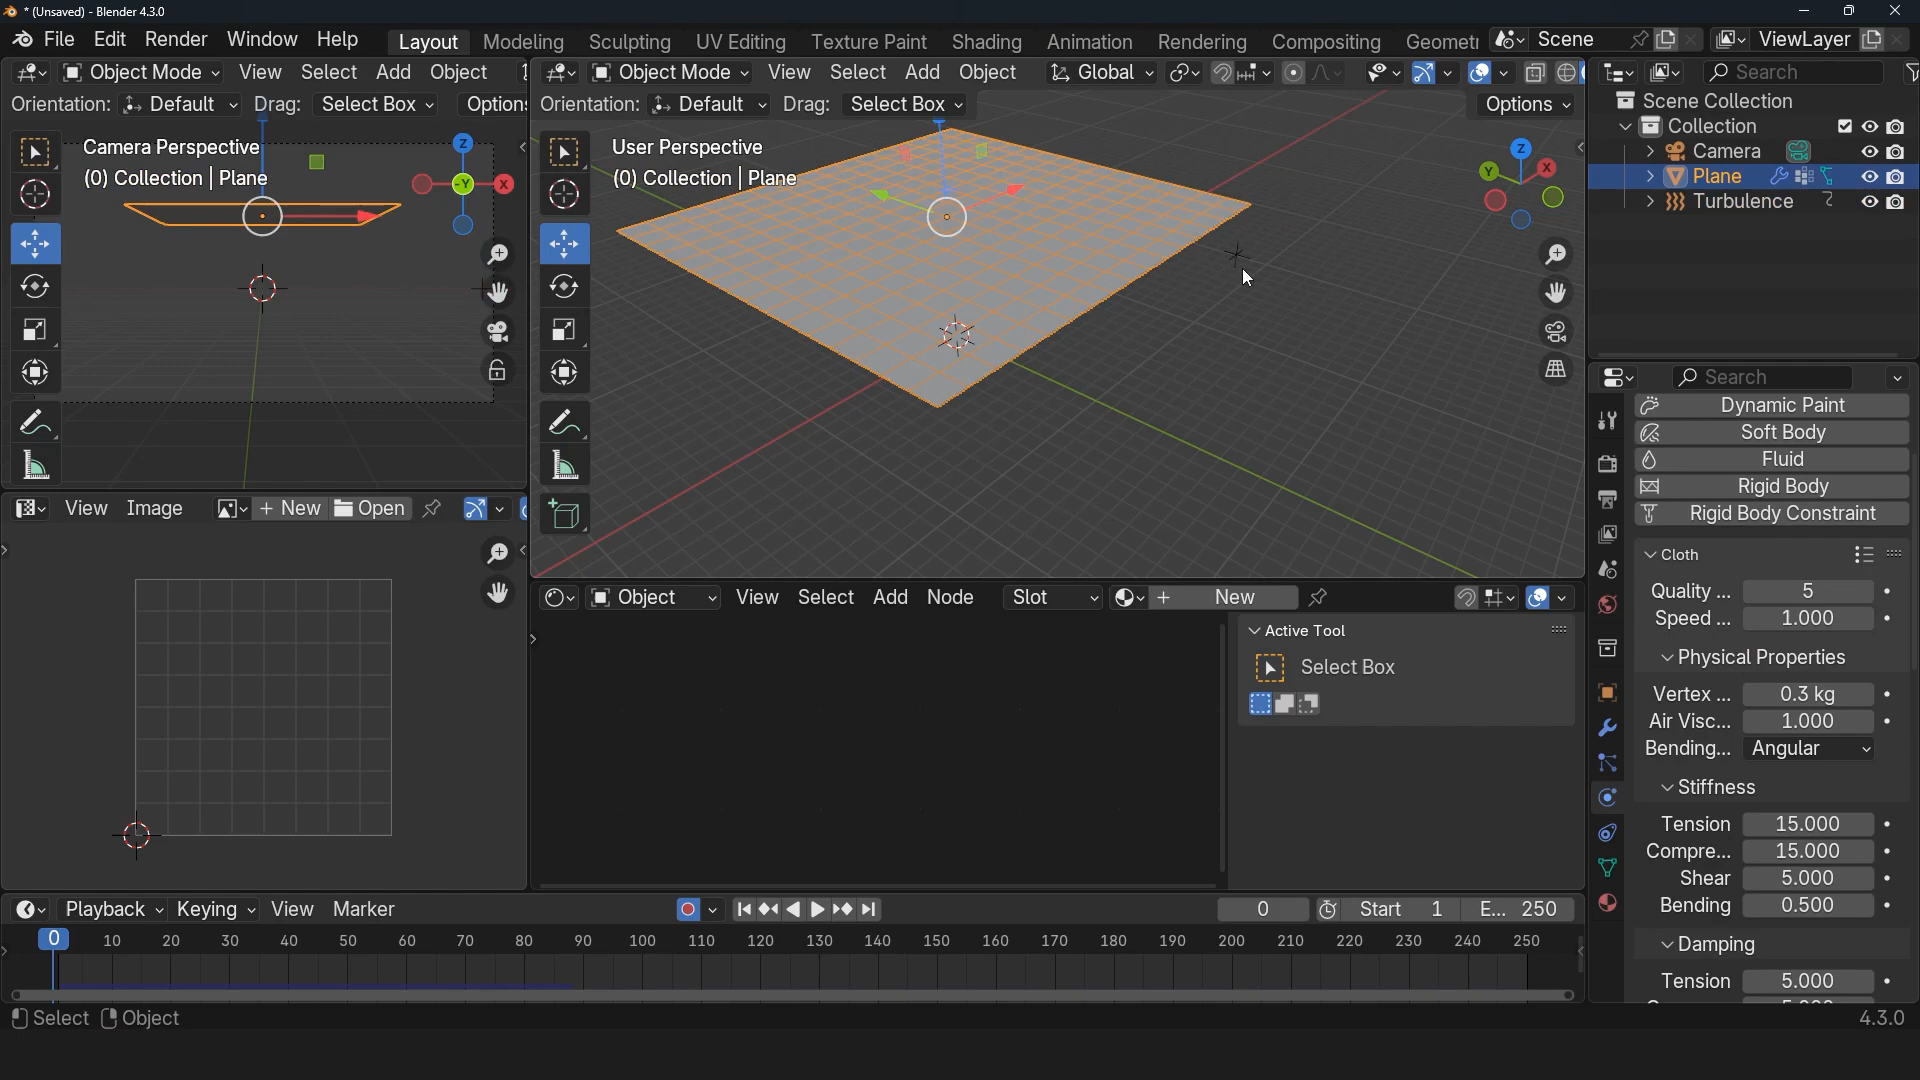 * (Unsaved) - Blender 4.3.0
File Edit Render Window Help Layout Modeling Sculpting UV Editing Texture Paint Shading Animation Rendering Compositing Geometr Scene ViewLayer
Object Mode View Select Add Object
Object Mode View Select Add Object Global
Search
Orientation: Default Drag: Select Box Option
Orientation: Default Drag: Select Box Options
Camera Perspective
(0) Collection | Plane
Z
-Y X
User Perspective
(0) Collection | Plane
Z
Y X
Scene Collection
Collection
Camera
Plane
Turbulence
Search
Dynamic Paint
Soft Body
Fluid
Rigid Body
Rigid Body Constraint
Cloth
Quality ... 5
Speed ... 1.000
Physical Properties
Vertex ... 0.3 kg
Air Visc... 1.000
Bending... Angular
Stiffness
Tension 15.000
Compre... 15.000
Shear 5.000
Bending 0.500
Damping
Tension 5.000
View Image New Open
Object View Select Add Node Slot New
Active Tool
Select Box
Playback Keying View Marker 0 Start 1 E... 250
0 10 20 30 40 50 60 70 80 90 100 110 120 130 140 150 160 170 180 190 200 210 220 230 240 250
Select Object 4.3.0